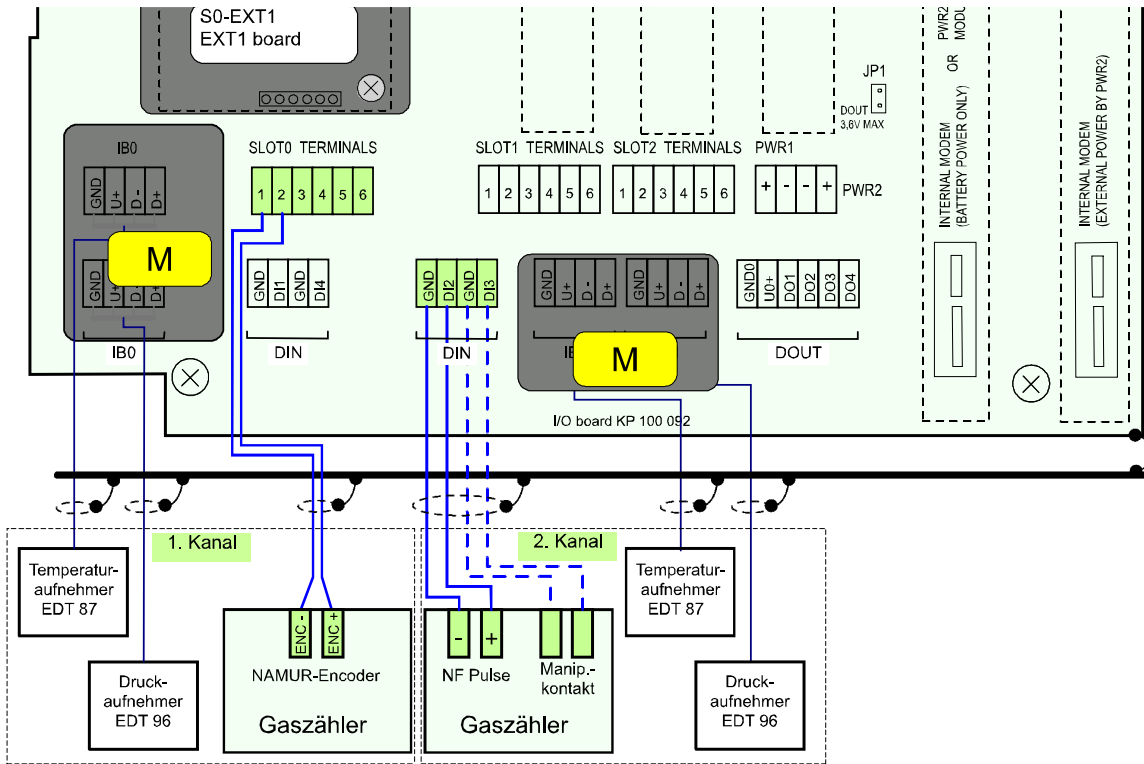 S0-EXT1
EXT1 board
PWR2
MODU
OR
INTERNAL MODEM
(BATTERY POWER ONLY)
INTERNAL MODEM
(EXTERNAL POWER BY PWR2)
JP1
DOUT
3,6V MAX
IB0
SLOT0 TERMINALS
SLOT1 TERMINALS
SLOT2 TERMINALS
PWR1
GND U+ D- D+
1 2 3 4 5 6
1 2 3 4 5 6
1 2 3 4 5 6
+ - - +
PWR2
M
GND U+ D- D+
GND DI1 GND DI4
GND DI2 GND DI3
GND U+ D- D+
GND U+ D- D+
GND0 U0+ DO1 DO2 DO3 DO4
IB0
DIN
DIN
M
DOUT
I/O board KP 100 092
1. Kanal
2. Kanal
Temperatur-
aufnehmer
EDT 87
Druck-
aufnehmer
EDT 96
ENC -
ENC +
NAMUR-Encoder
Gaszähler
- +
NF Pulse
Manip.-
kontakt
Gaszähler
Temperatur-
aufnehmer
EDT 87
Druck-
aufnehmer
EDT 96